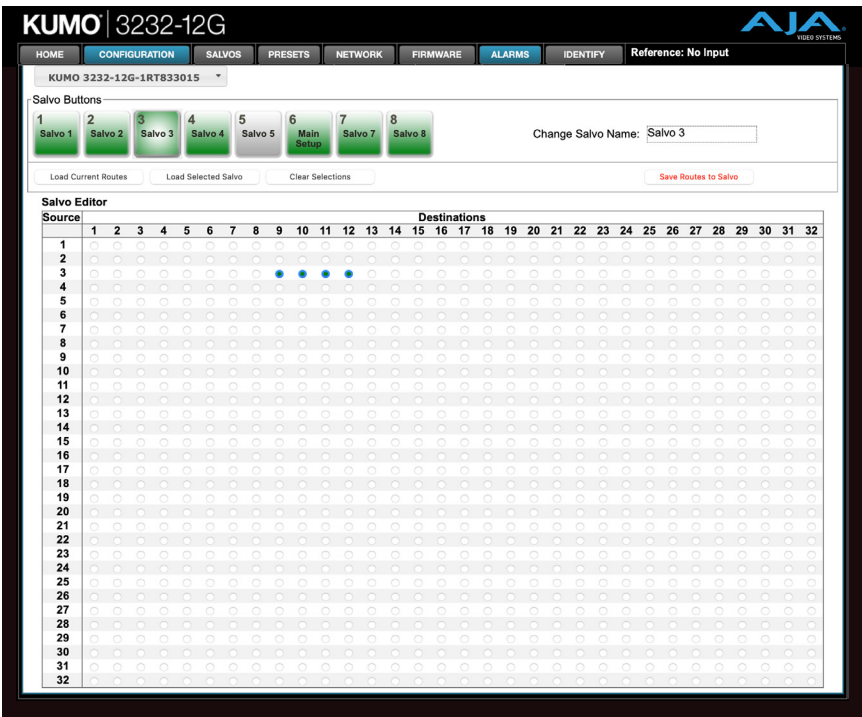 KUMO® 3232-12G
AJA
VIDEO SYSTEMS
HOME CONFIGURATION SALVOS PRESETS NETWORK FIRMWARE ALARMS IDENTIFY Reference: No Input
KUMO 3232-12G-1RT833015
Salvo Buttons
1 2 3 4 5 6 7 8
Salvo 1 Salvo 2 Salvo 3 Salvo 4 Salvo 5 Main Setup Salvo 7 Salvo 8
Change Salvo Name: Salvo 3
Load Current Routes Load Selected Salvo Clear Selections Save Routes to Salvo
Salvo Editor
Source Destinations
1 2 3 4 5 6 7 8 9 10 11 12 13 14 15 16 17 18 19 20 21 22 23 24 25 26 27 28 29 30 31 32
1
2
3
4
5
6
7
8
9
10
11
12
13
14
15
16
17
18
19
20
21
22
23
24
25
26
27
28
29
30
31
32